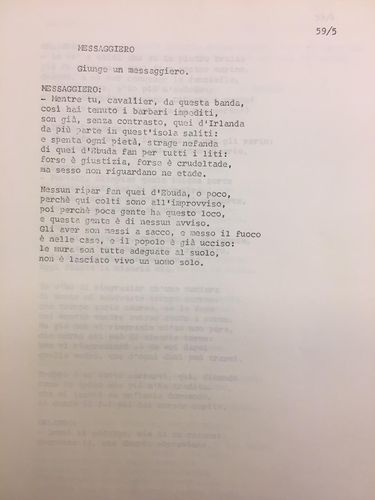 59/5
MESSAGGIERO
Giunge un messaggiero.
MESSAGGIERO:
- Mentre tu, cavallier, da questa banda,
così hai tenuto i barbari impediti,
son già, senza contrasto, quei d'Irlanda
da più parte in quest'isola saliti:
e spenta ogni pietà, strage nefanda
di quei d'Ebuda fan per tutti i liti:
forse è giustizia, forse è crudeltade,
ma sesso non riguardano ne etade.
Nessun ripar fan quei d'Ebuda, o poco,
parchè qui colti sono all'improvviso,
poi perchè poca gente ha questo loco,
e questa gente è di nessun avviso.
Gli aver son messi a sacco, e messo il fuoco
è nelle case, e il popolo è già ucciso:
le mura son tutte adeguate al suolo,
non è lasciato vivo un uomo solo.